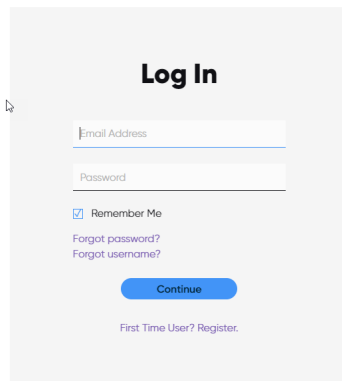 Log In
Email Address
Password
Remember Me
Forgot password?
Forgot username?
Continue
First Time User? Register.